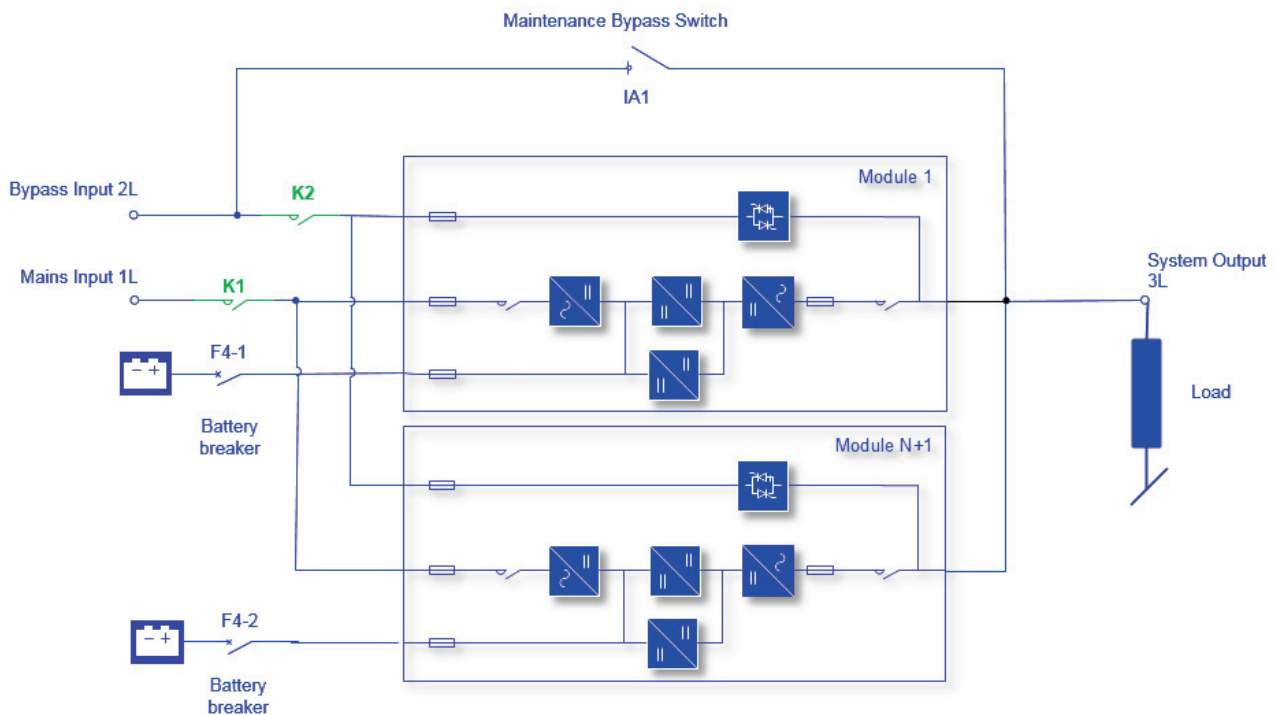 Maintenance Bypass Switch
IA1
Module 1
Bypass Input 2L
K2
Mains Input 1L
K1
System Output
3L
F4-1
Battery
breaker
Load
Module N+1
F4-2
Battery
breaker